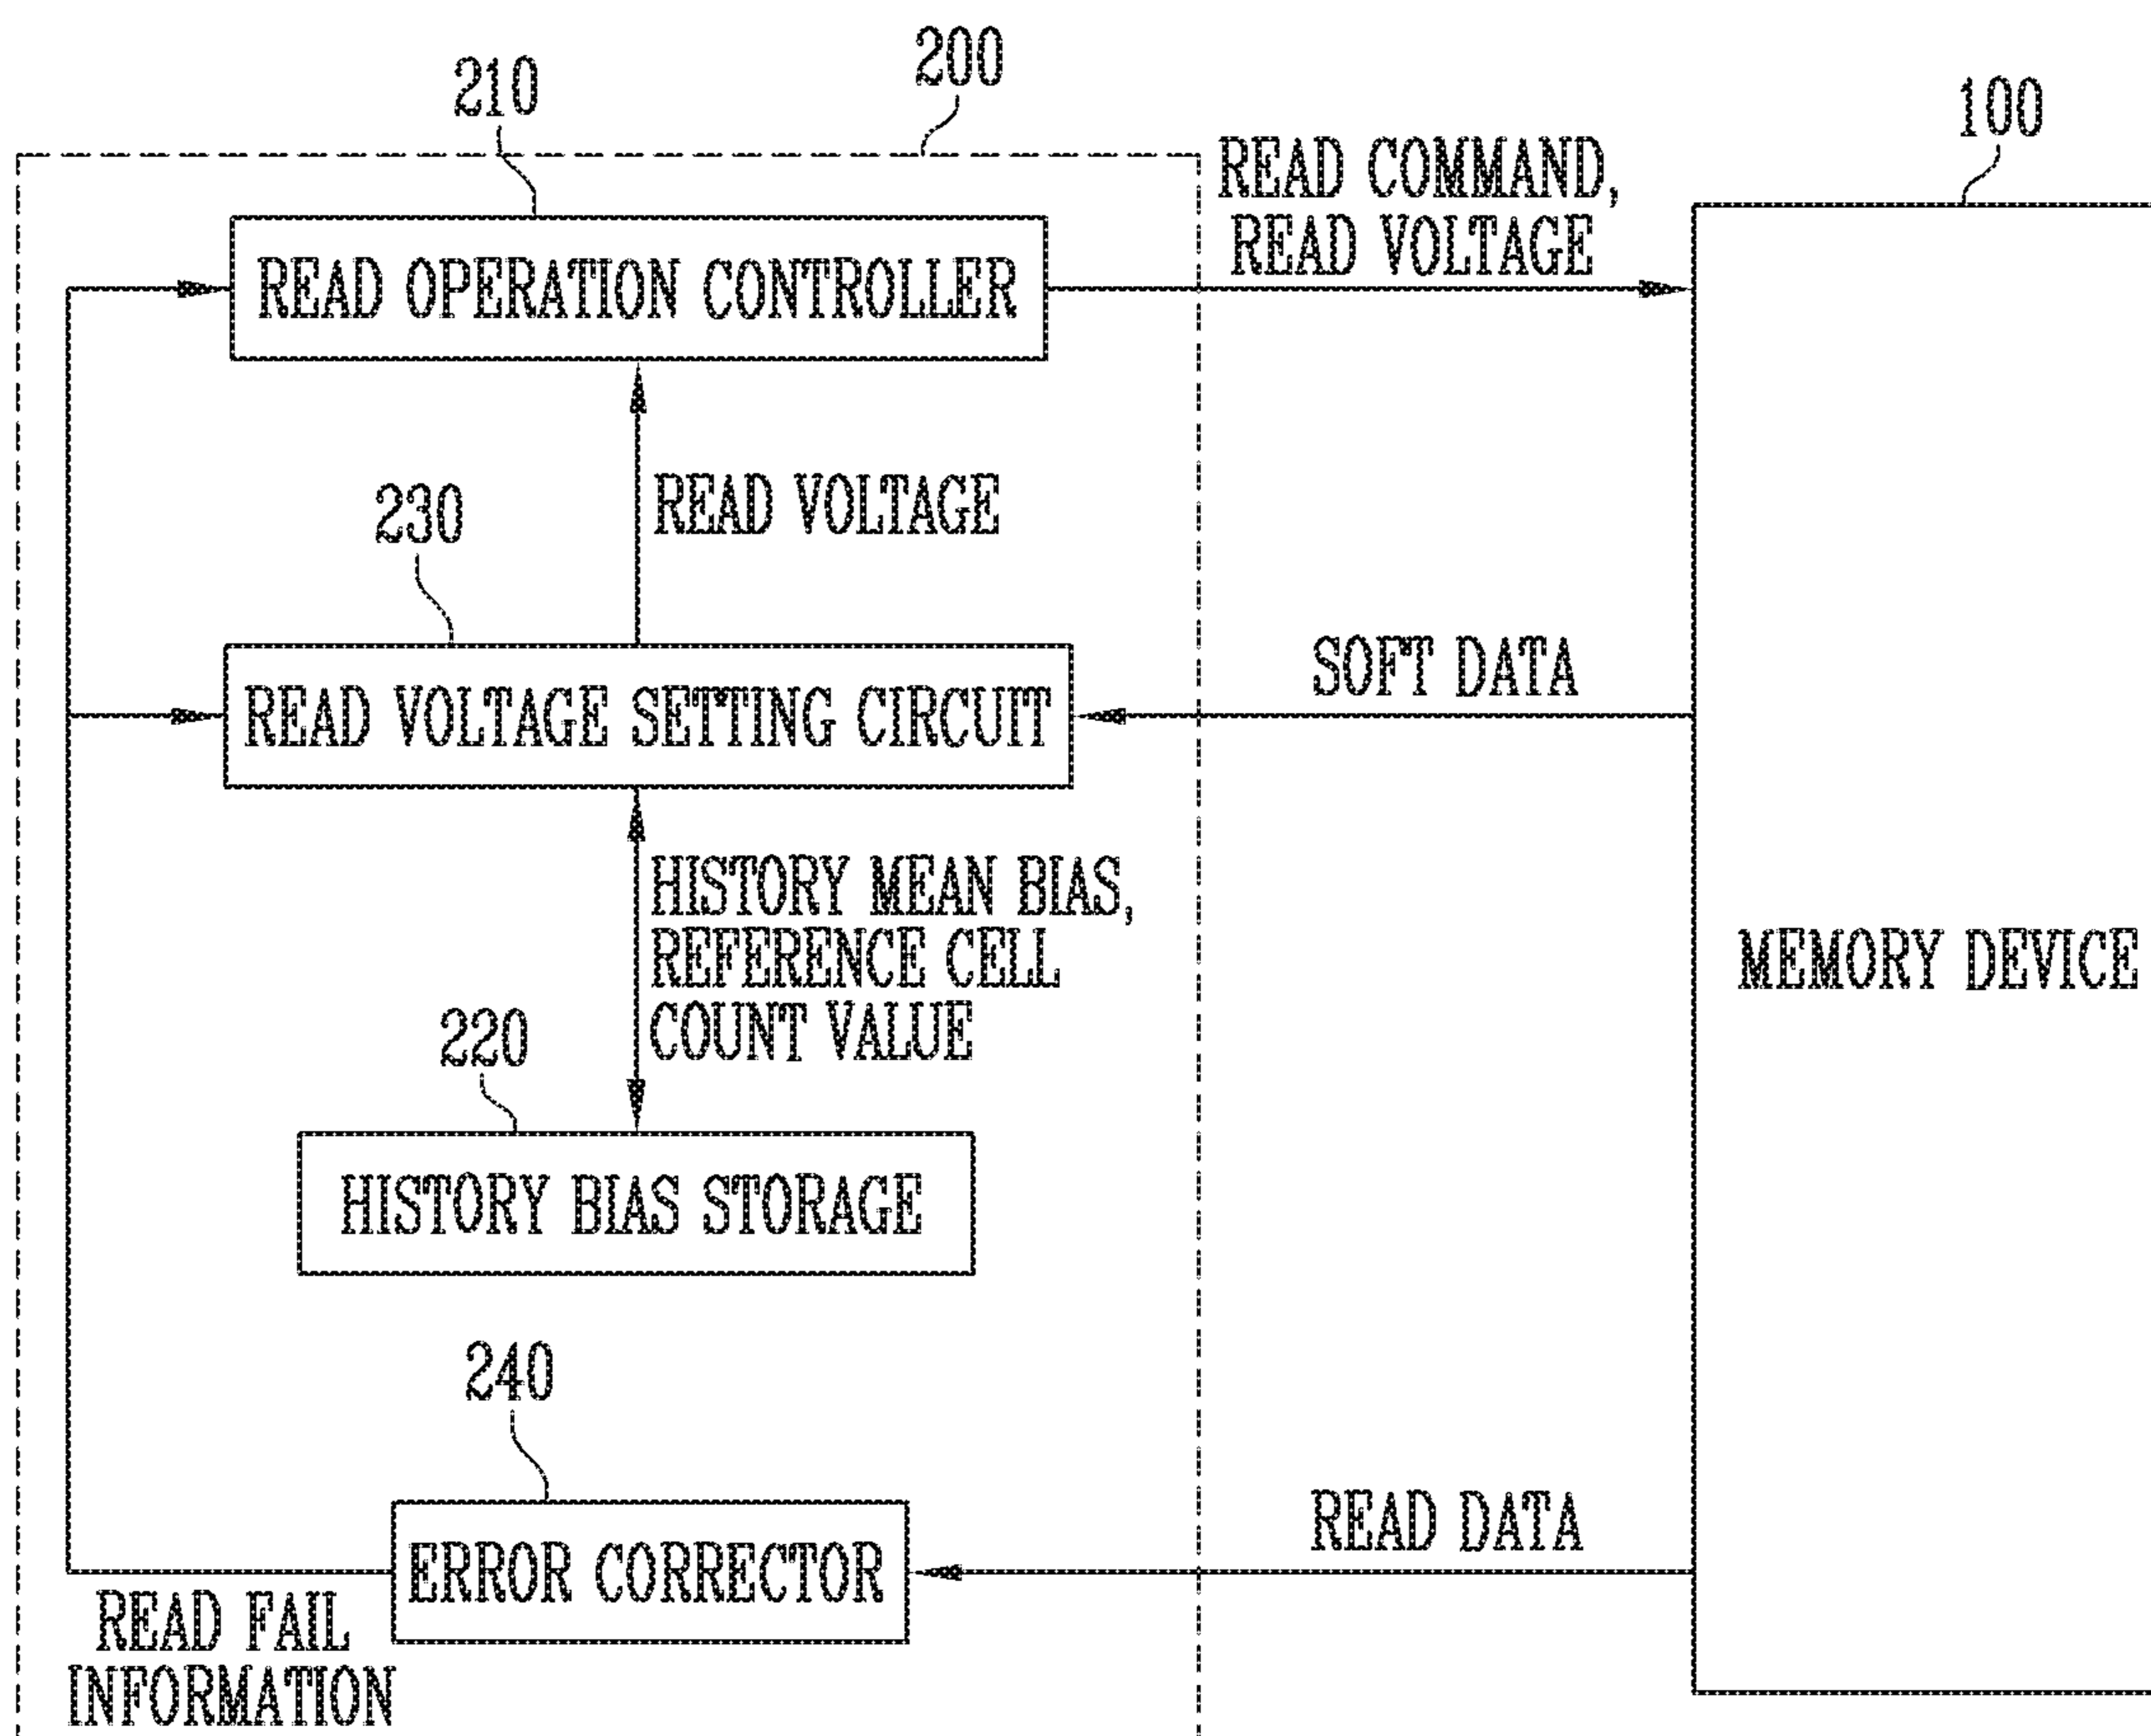 200
210
100
READ COMMAND,
READ VOLTAGE
READ OPERATION CONTROLLER
READ VOLTAGE
230
SOFT DATA
READ VOLTAGE SETTING CIRCUIT
HISTORY MEAN BIAS,
REFERENCE CELL
COUNT VALUE
MEMORY DEVICE
220
HISTORY BIAS STORAGE
240
READ DATA
ERROR CORRECTOR
READ FAIL
INFORMATION